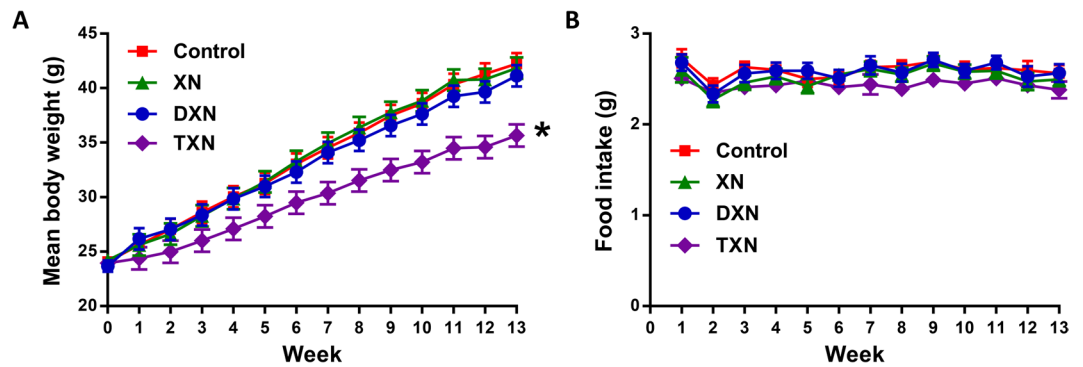 A
Mean body weight (g)
45
40
35
30
25
20
Control
XN
DXN
TXN
*
0 1 2 3 4 5 6 7 8 9 10 11 12 13
Week
B
Food intake (g)
3
2
1
0
Control
XN
DXN
TXN
0 1 2 3 4 5 6 7 8 9 10 11 12 13
Week